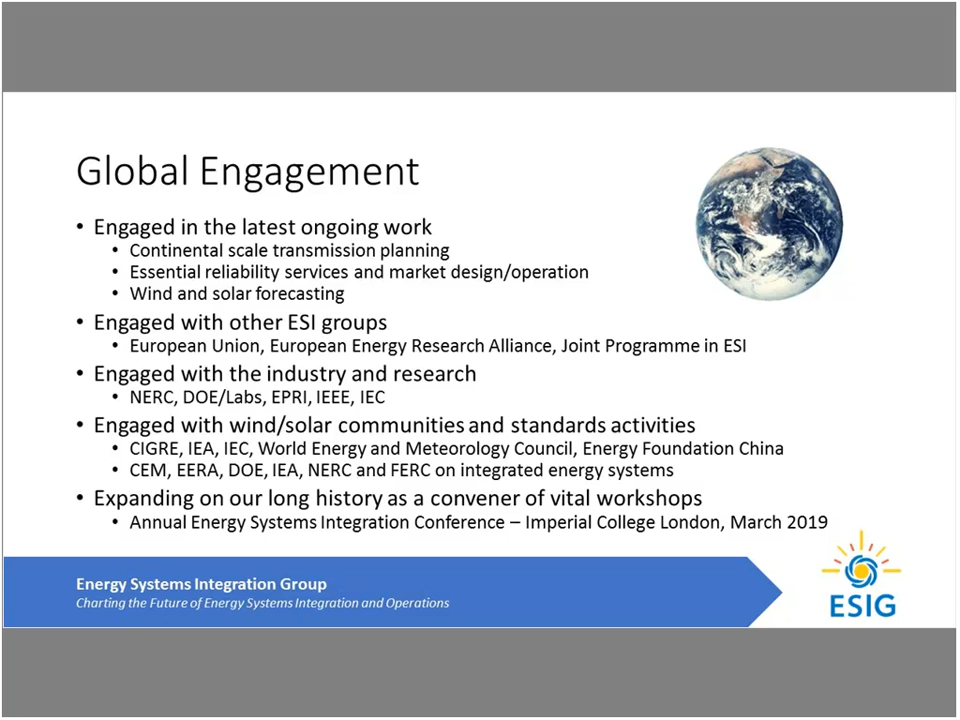 Global Engagement
• Engaged in the latest ongoing work
• Continental scale transmission planning
• Essential reliability services and market design/operation
• Wind and solar forecasting
• Engaged with other ESI groups
• European Union, European Energy Research Alliance, Joint Programme in ESI
• Engaged with the industry and research
• NERC, DOE/Labs, EPRI, IEEE, IEC
• Engaged with wind/solar communities and standards activities
• CIGRE, IEA, IEC, World Energy and Meteorology Council, Energy Foundation China
• CEM, EERA, DOE, IEA, NERC and FERC on integrated energy systems
• Expanding on our long history as a convener of vital workshops
• Annual Energy Systems Integration Conference – Imperial College London, March 2019
Energy Systems Integration Group
Charting the Future of Energy Systems Integration and Operations
ESIG